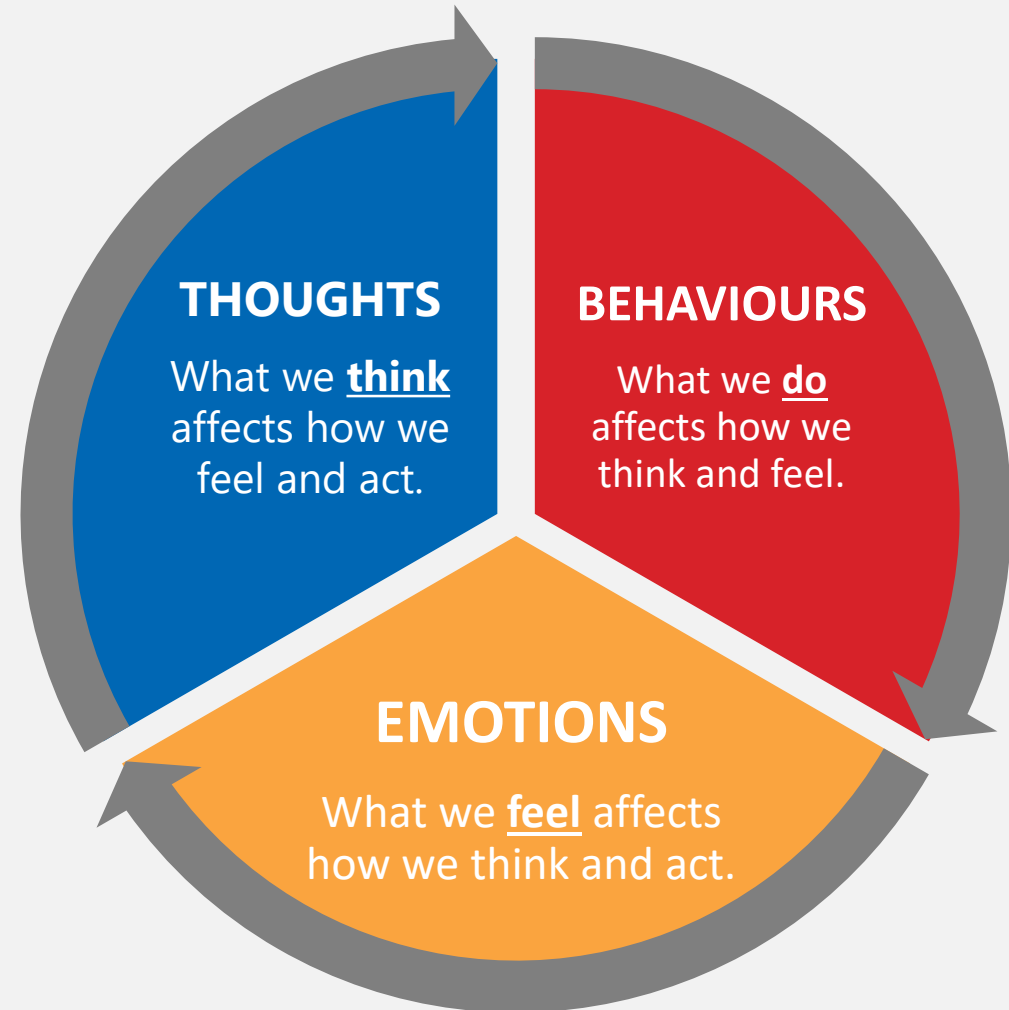 THOUGHTS
What we think
affects how we
feel and act.
BEHAVIOURS
What we do
affects how we
think and feel.
EMOTIONS
What we feel affects
how we think and act.